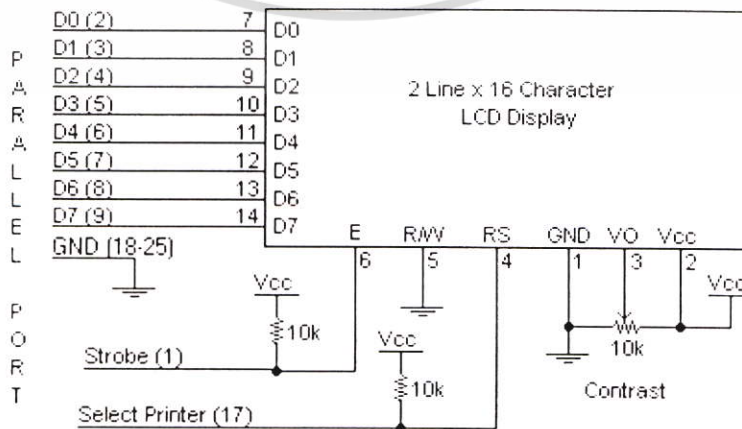 PARALLEL PORT
D0 (2) 7 D0
D1 (3) 8 D1
D2 (4) 9 D2
D3 (5) 10 D3
D4 (6) 11 D4
D5 (7) 12 D5
D6 (8) 13 D6
D7 (9) 14 D7
GND (18-25)
2 Line x 16 Character
LCD Display
E R/W RS GND VO Vcc
6 5 4 1 3 2
Vcc
10k
Strobe (1)
Vcc
10k
Select Printer (17)
Vcc
10k
Contrast